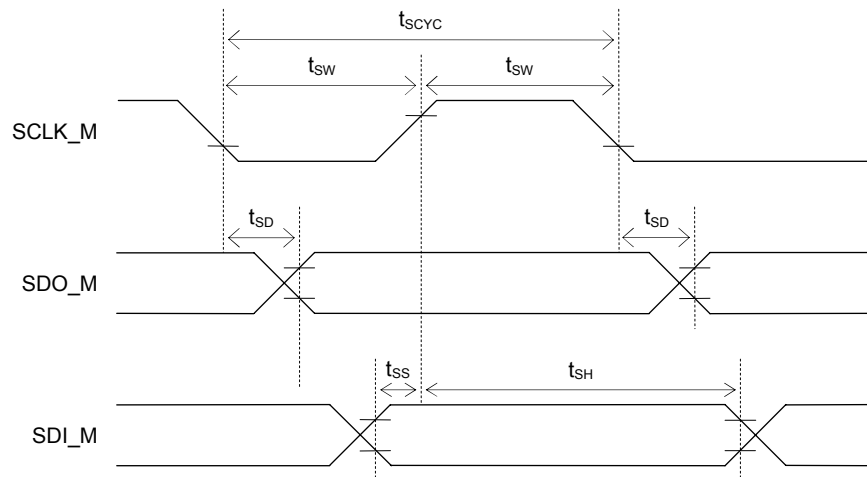 tSCYC
tSW tSW
SCLK_M
tSD tSD
SDO_M
tSS tSH
SDI_M